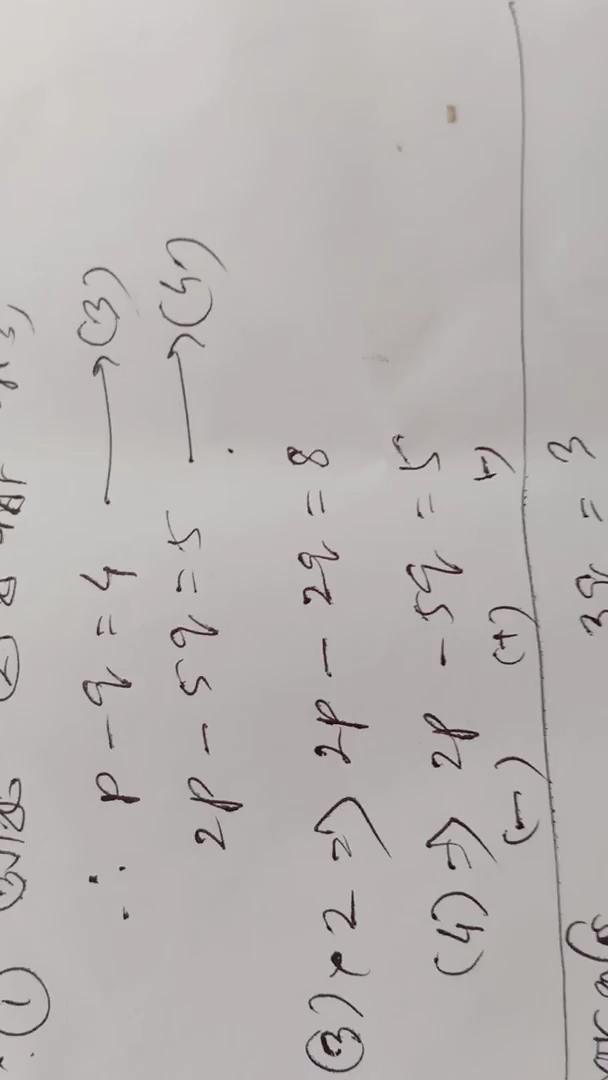 ∴ p - q = 4 → (3)
2p - 5q = 5 → (4)
(3) × 2 ⇒ 2p - 2q = 8
(4) ⇒ 2p - 5q = 5
(-) (+) (-)
3q = 3